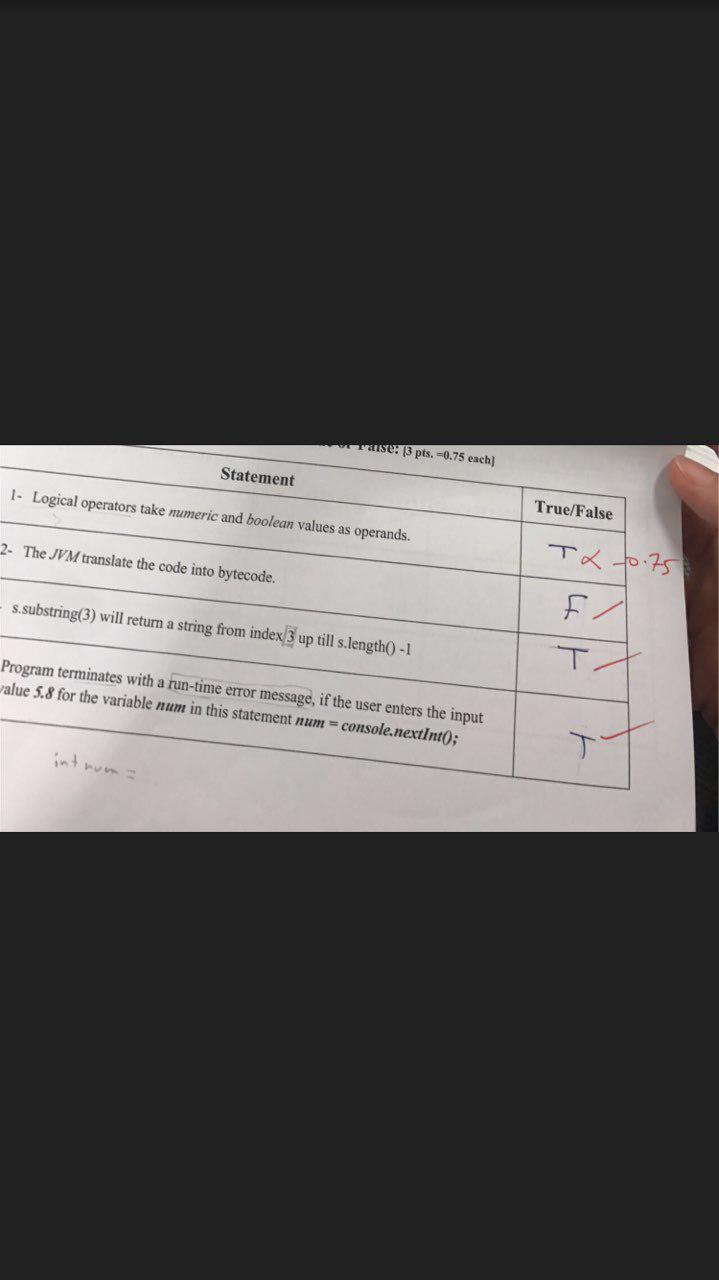 or False: [3 pts. =0.75 each]
Statement
True/False
1- Logical operators take numeric and boolean values as operands.
T ∝ -0.75
2- The JVM translate the code into bytecode.
F
s.substring(3) will return a string from index 3 up till s.length() -1
T
Program terminates with a run-time error message, if the user enters the input
value 5.8 for the variable num in this statement num = console.nextInt();
T
int num =